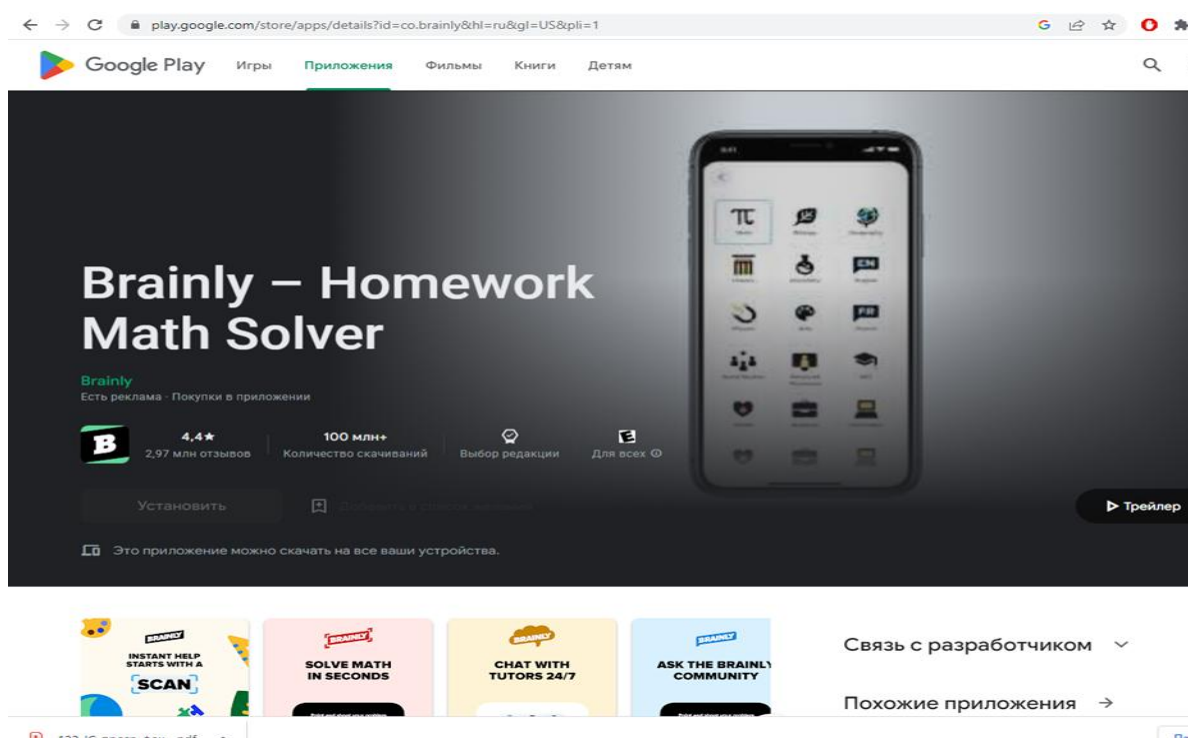 play.google.com/store/apps/details?id=co.brainly&hl=ru&gl=US&pli=1
Google Play Игры Приложения Фильмы Книги Детям
Brainly – Homework
Math Solver
Brainly
Есть реклама · Покупки в приложении
4,4★ 100 млн+
2,97 млн отзывов Количество скачиваний Выбор редакции Для всех
Установить
Трейлер
Это приложение можно скачать на все ваши устройства.
BRAINLY
INSTANT HELP
STARTS WITH A
SCAN
BRAINLY
SOLVE MATH
IN SECONDS
BRAINLY
CHAT WITH
TUTORS 24/7
BRAINLY
ASK THE BRAINLY
COMMUNITY
Связь с разработчиком
Похожие приложения